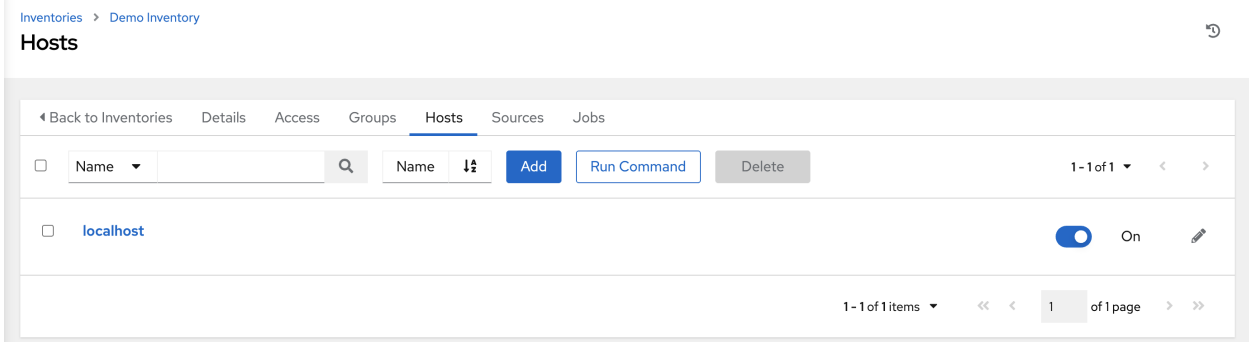 Inventories > Demo Inventory
Hosts
Back to Inventories Details Access Groups Hosts Sources Jobs
Name Name Add Run Command Delete 1 - 1 of 1
localhost On
1 - 1 of 1 items 1 of 1 page